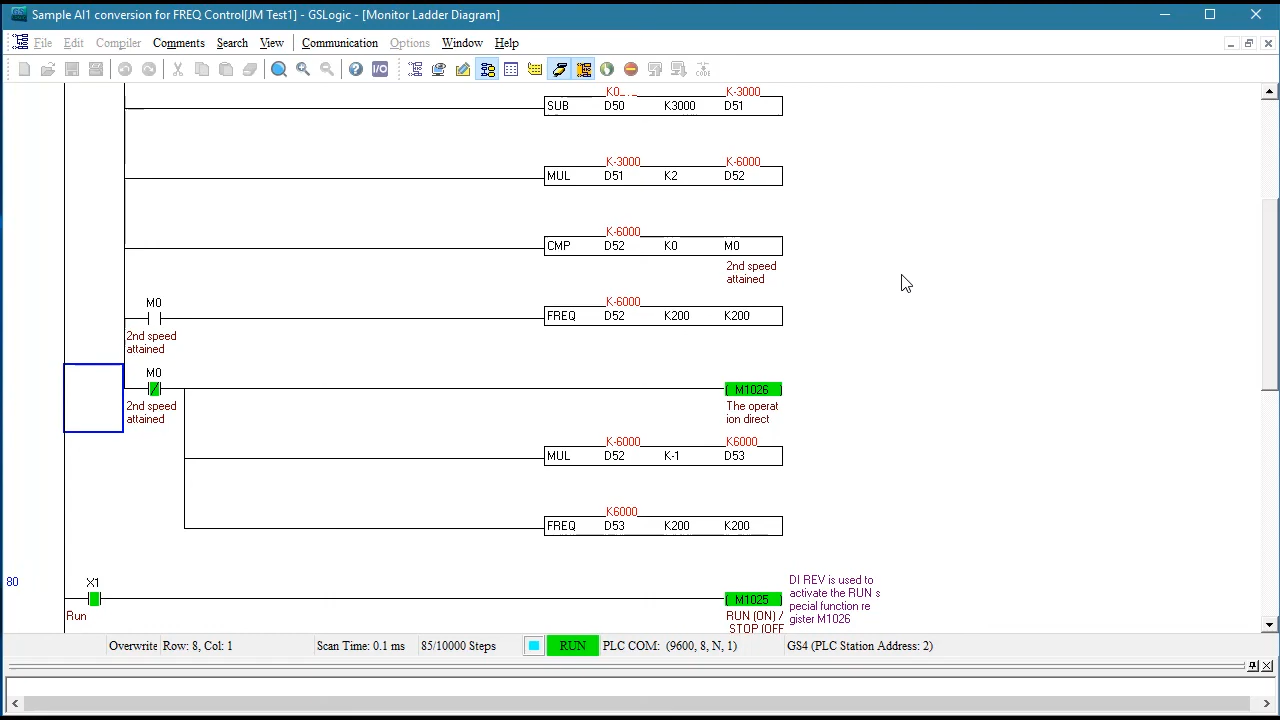 Sample AI1 conversion for FREQ Control[JM Test1] - GSLogic - [Monitor Ladder Diagram]
File Edit Compiler Comments Search View Communication Options Window Help
K0 K-3000
SUB D50 K3000 D51
K-3000 K-6000
MUL D51 K2 D52
K-6000
CMP D52 K0 M0
2nd speed
attained
M0
K-6000
FREQ D52 K200 K200
2nd speed
attained
M0
M1026
2nd speed
attained
The operat
ion direct
K-6000 K6000
MUL D52 K-1 D53
K6000
FREQ D53 K200 K200
80
X1
M1025
Run
RUN (ON) /
STOP (OFF
DI REV is used to
activate the RUN s
pecial function re
gister M1026
Overwrite Row: 8, Col: 1 Scan Time: 0.1 ms 85/10000 Steps RUN PLC COM: (9600, 8, N, 1) GS4 (PLC Station Address: 2)